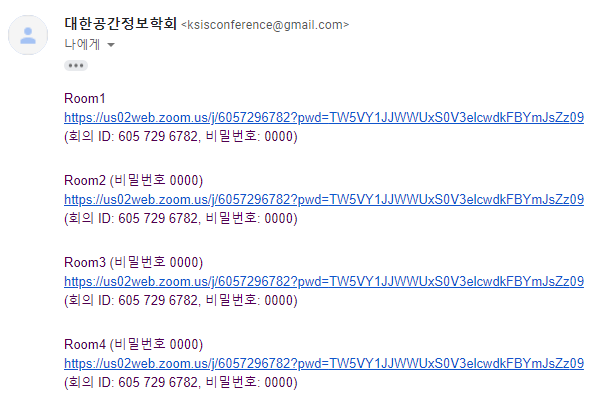 대한공간정보학회 <ksisconference@gmail.com>
나에게
Room1
https://us02web.zoom.us/j/6057296782?pwd=TW5VY1JJWWUxS0V3elcwdkFBYmJsZz09
(회의 ID: 605 729 6782, 비밀번호: 0000)
Room2 (비밀번호 0000)
https://us02web.zoom.us/j/6057296782?pwd=TW5VY1JJWWUxS0V3elcwdkFBYmJsZz09
(회의 ID: 605 729 6782, 비밀번호: 0000)
Room3 (비밀번호 0000)
https://us02web.zoom.us/j/6057296782?pwd=TW5VY1JJWWUxS0V3elcwdkFBYmJsZz09
(회의 ID: 605 729 6782, 비밀번호: 0000)
Room4 (비밀번호 0000)
https://us02web.zoom.us/j/6057296782?pwd=TW5VY1JJWWUxS0V3elcwdkFBYmJsZz09
(회의 ID: 605 729 6782, 비밀번호: 0000)